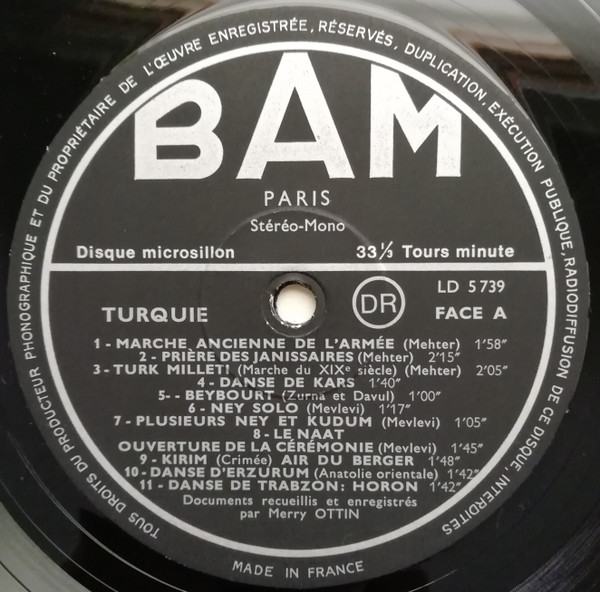 TOUS DROITS DU PRODUCTEUR PHONOGRAPHIQUE ET DU PROPRIÉTAIRE DE L'ŒUVRE ENREGISTRÉE, RÉSERVÉS, DUPLICATION, EXÉCUTION PUBLIQUE, RADIODIFFUSION DE CE DISQUE, INTERDITES
BAM
PARIS
Stéréo-Mono
Disque microsillon 33⅓ Tours minute
DR LD 5739
TURQUIE FACE A
1 - MARCHE ANCIENNE DE L'ARMÉE (Mehter) 1'58"
2 - PRIÈRE DES JANISSAIRES (Mehter) 2'15"
3 - TURK MILLET! (Marche du XIXe siècle) (Mehter) 2'05"
4 - DANSE DE KARS 1'40"
5 - - BEYBOURT (Zurna et Davul) 1'00"
6 - NEY SOLO (Mevlevi) 1'17"
7 - PLUSIEURS NEY ET KUDUM (Mevlevi) 1'05"
8 - LE NAAT
OUVERTURE DE LA CÉRÉMONIE (Mevlevi) 1'45"
9 - KIRIM (Crimée) AIR DU BERGER 1'48"
10 - DANSE D'ERZURUM (Anatolie orientale) 1'42"
11 - DANSE DE TRABZON: HORON 1'42"
Documents recueillis et enregistrés
par Merry OTTIN
MADE IN FRANCE